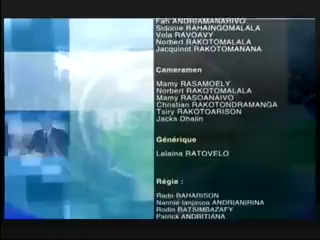 Fah ANDRIAMANARIVO
Sidonie RAHAINGOMALALA
Vola RAVOAVY
Norbert RAKOTOMALALA
Jacquinot RAKOTOMANANA
Cameramen
Mamy RASAMOELY
Norbert RAKOTOMALALA
Mamy RASOANAIVO
Christian RAKOTONDRAMANGA
Tsiry RAKOTOARISON
Jacks Dhalin
Générique
Lalaina RATOVELO
Régie :
Rado RAHARISON
Nannie Ianjasoa ANDRIANIRINA
Rodin RATSIMBAZAFY
Patrick ANDRITIANA